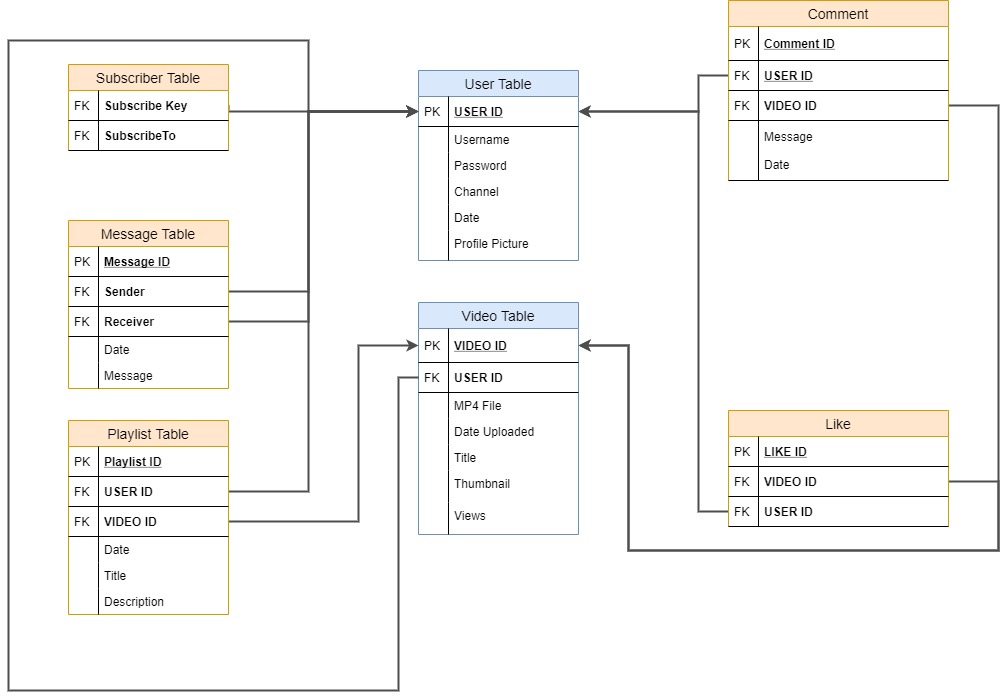 Comment
PK Comment ID
FK USER ID
FK VIDEO ID
Message
Date
Subscriber Table
FK Subscribe Key
FK SubscribeTo
User Table
PK USER ID
Username
Password
Channel
Date
Profile Picture
Message Table
PK Message ID
FK Sender
FK Receiver
Date
Message
Video Table
PK VIDEO ID
FK USER ID
MP4 File
Date Uploaded
Title
Thumbnail
Views
Playlist Table
PK Playlist ID
FK USER ID
FK VIDEO ID
Date
Title
Description
Like
PK LIKE ID
FK VIDEO ID
FK USER ID